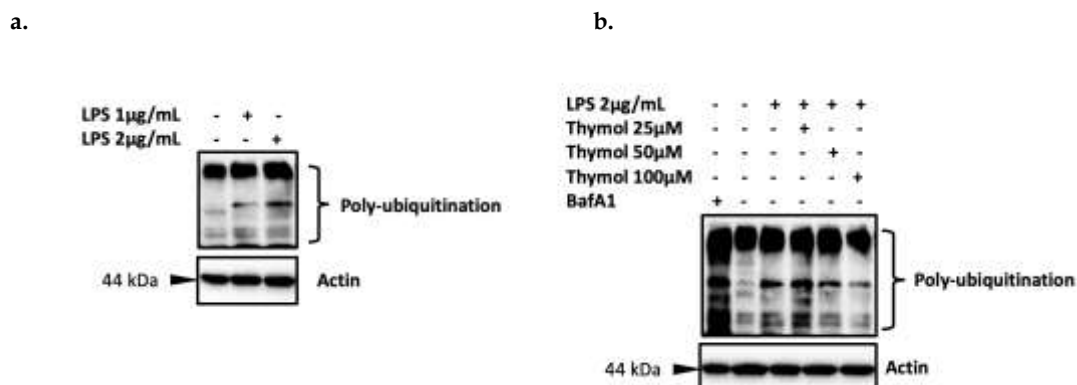 a.
LPS 1µg/mL - + -
LPS 2µg/mL - - +
Poly-ubiquitination
44 kDa Actin
b.
LPS 2µg/mL - - + + + +
Thymol 25µM - - - + - -
Thymol 50µM - - - - + -
Thymol 100µM - - - - - +
BafA1 + - - - - -
Poly-ubiquitination
44 kDa Actin